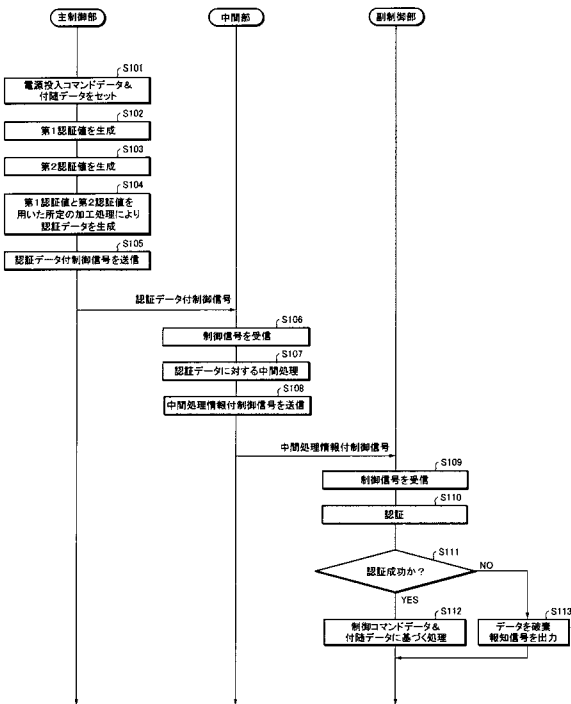 主制御部
中間部
副制御部
S101
電源投入コマンドデータ&
付随データをセット
S102
第1認証値を生成
S103
第2認証値を生成
S104
第1認証値と第2認証値を
用いた所定の加工処理により
認証データを生成
S105
認証データ付制御信号を送信
認証データ付制御信号
S106
制御信号を受信
S107
認証データに対する中間処理
S108
中間処理情報付制御信号を送信
中間処理情報付制御信号
S109
制御信号を受信
S110
認証
S111
認証成功か?
NO
YES
S112
制御コマンドデータ&
付随データに基づく処理
S113
データを破棄
報知信号を出力